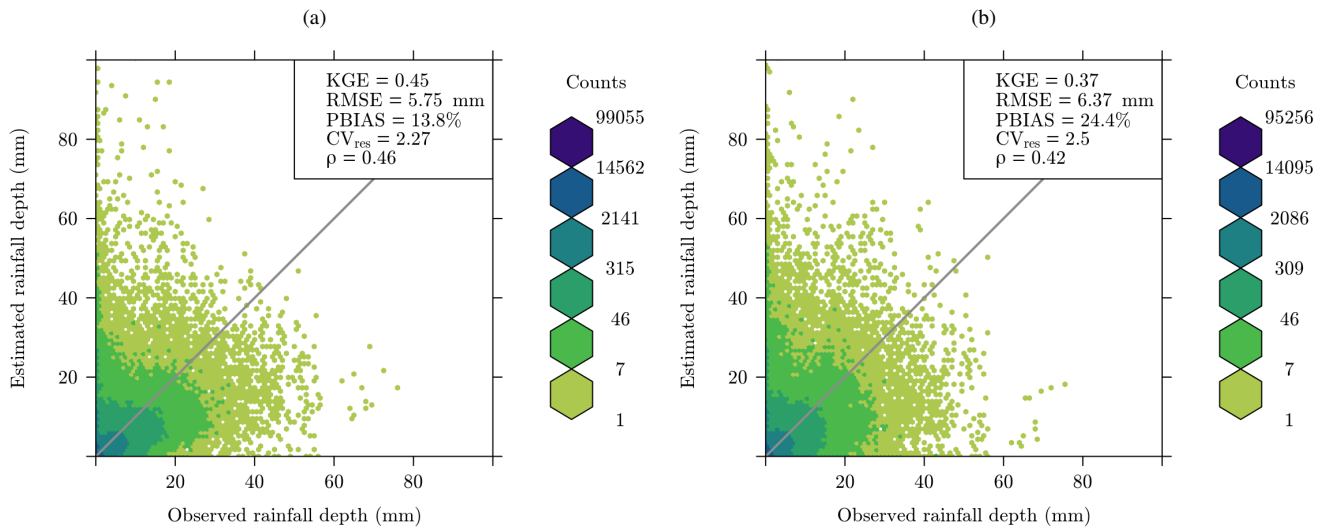 (a)
KGE = 0.45
RMSE = 5.75 mm
PBIAS = 13.8%
CVres = 2.27
ρ = 0.46
80
60
40
20
Estimated rainfall depth (mm)
20 40 60 80
Observed rainfall depth (mm)
Counts
99055
14562
2141
315
46
7
1
(b)
KGE = 0.37
RMSE = 6.37 mm
PBIAS = 24.4%
CVres = 2.5
ρ = 0.42
80
60
40
20
Estimated rainfall depth (mm)
20 40 60 80
Observed rainfall depth (mm)
Counts
95256
14095
2086
309
46
7
1